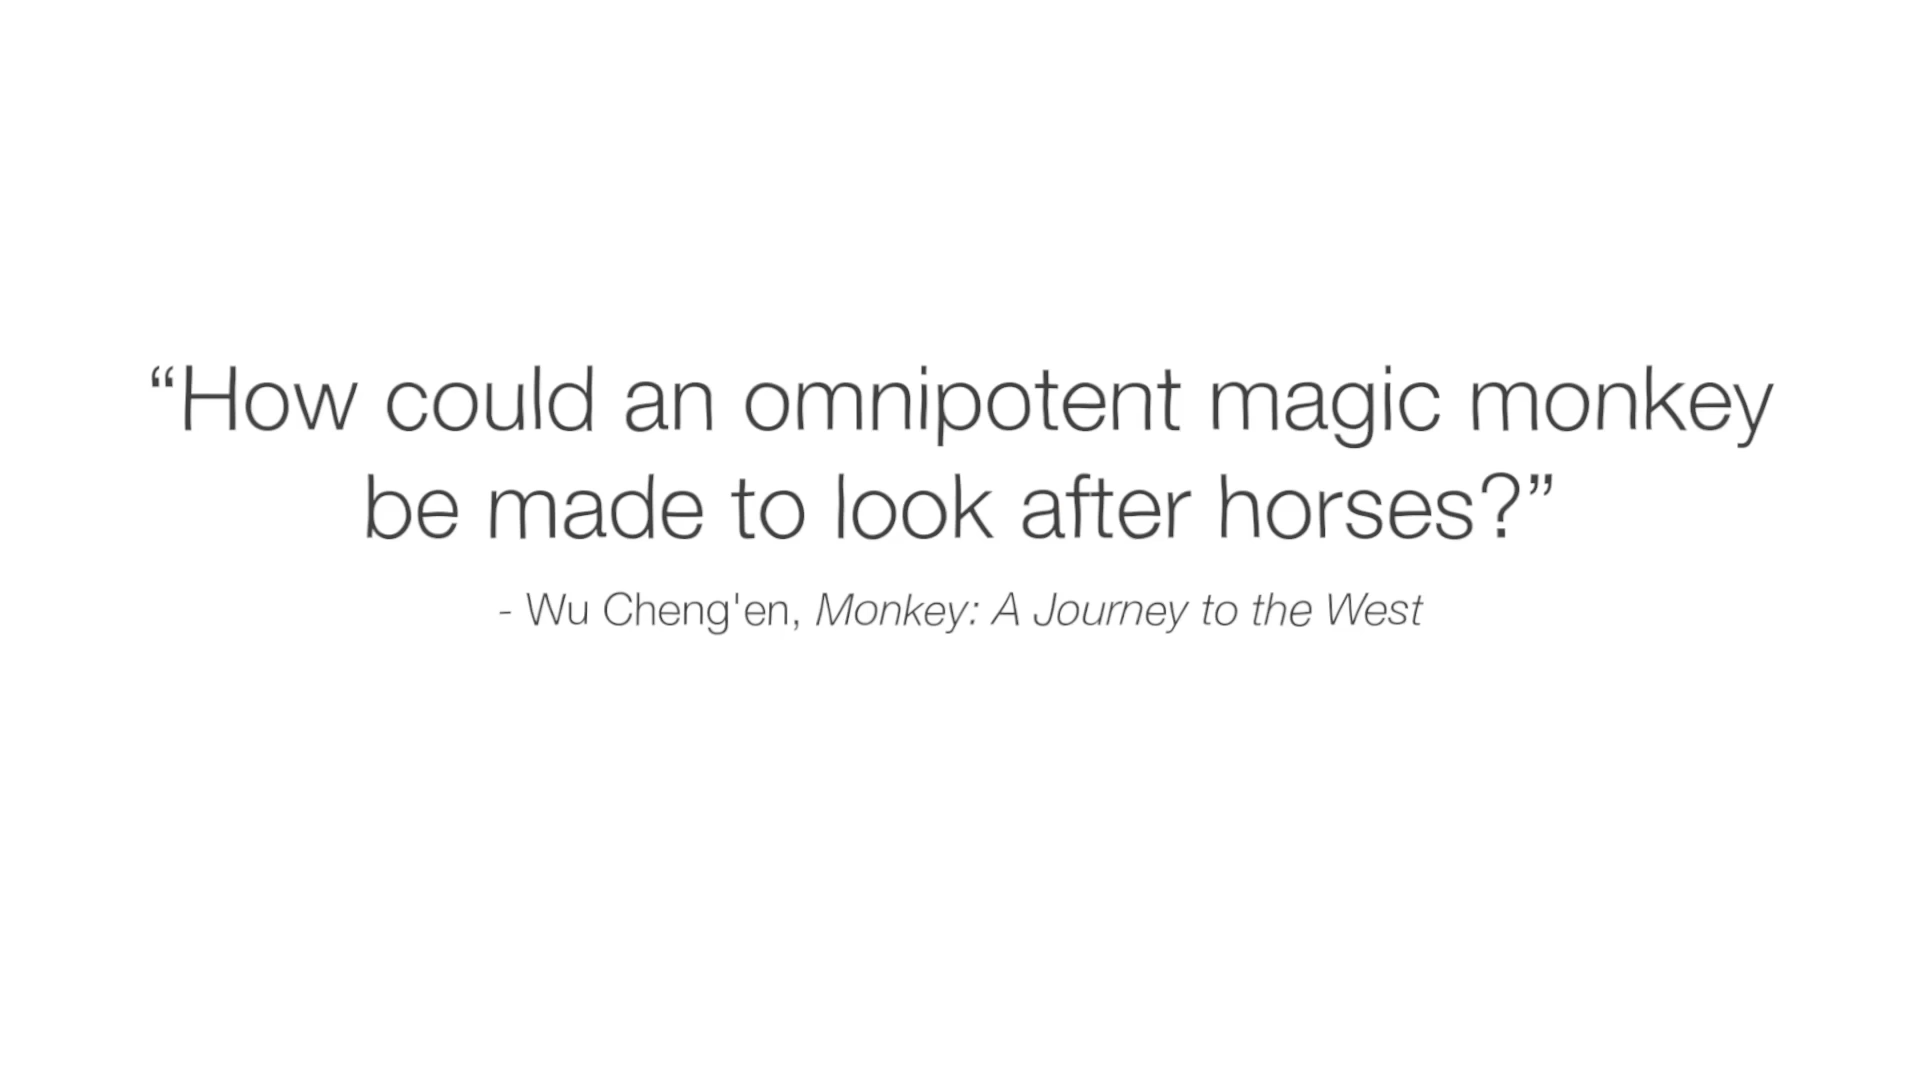 “How could an omnipotent magic monkey
be made to look after horses?”
- Wu Cheng'en, Monkey: A Journey to the West